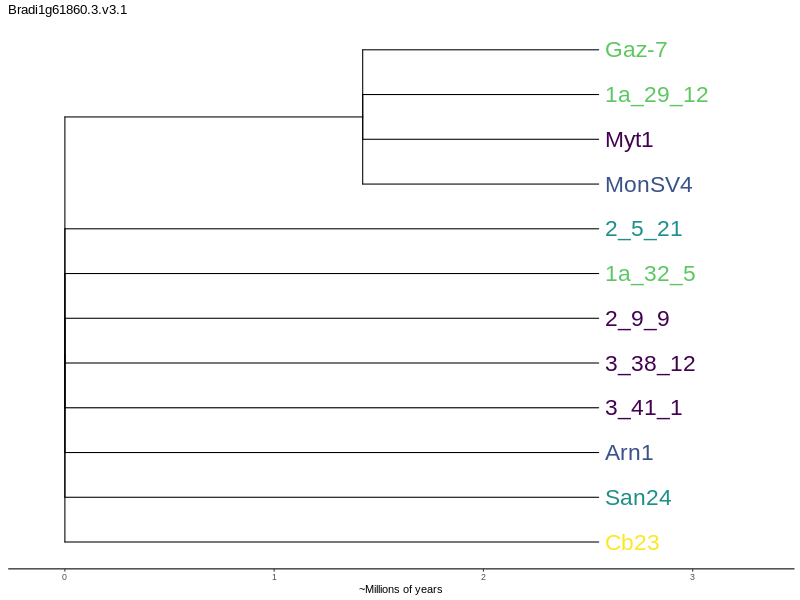 Bradi1g61860.3.v3.1
Gaz-7
1a_29_12
Myt1
MonSV4
2_5_21
1a_32_5
2_9_9
3_38_12
3_41_1
Arn1
San24
Cb23
0 1 2 3
~Millions of years